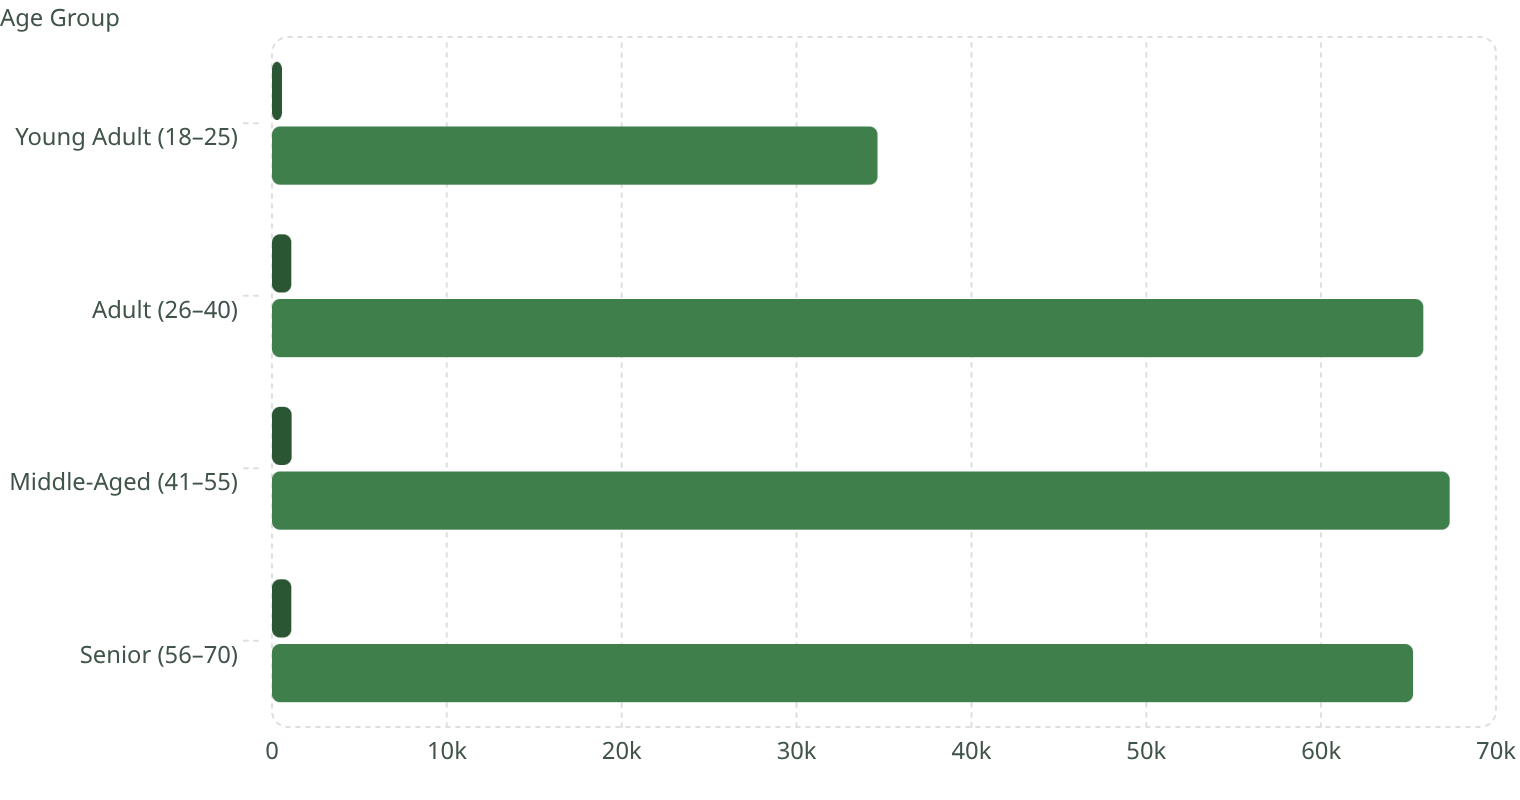 Age Group
Young Adult (18–25)
Adult (26–40)
Middle-Aged (41–55)
Senior (56–70)
0 10k 20k 30k 40k 50k 60k 70k